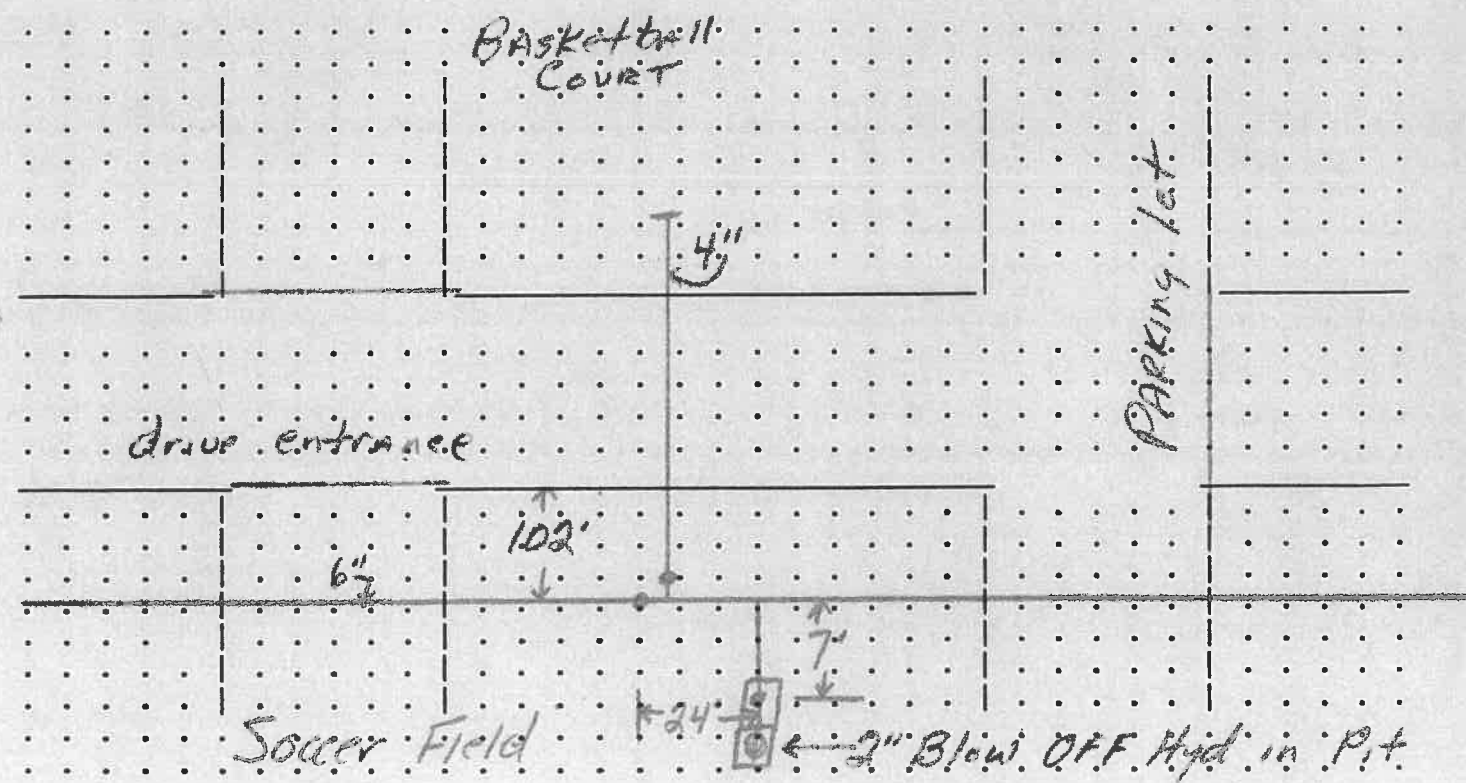 Basketball
Court
4"
Parking lot
drive entrance
102'
6"
7'
24'
Soccer Field
2" Blow OFF Hyd in Pit